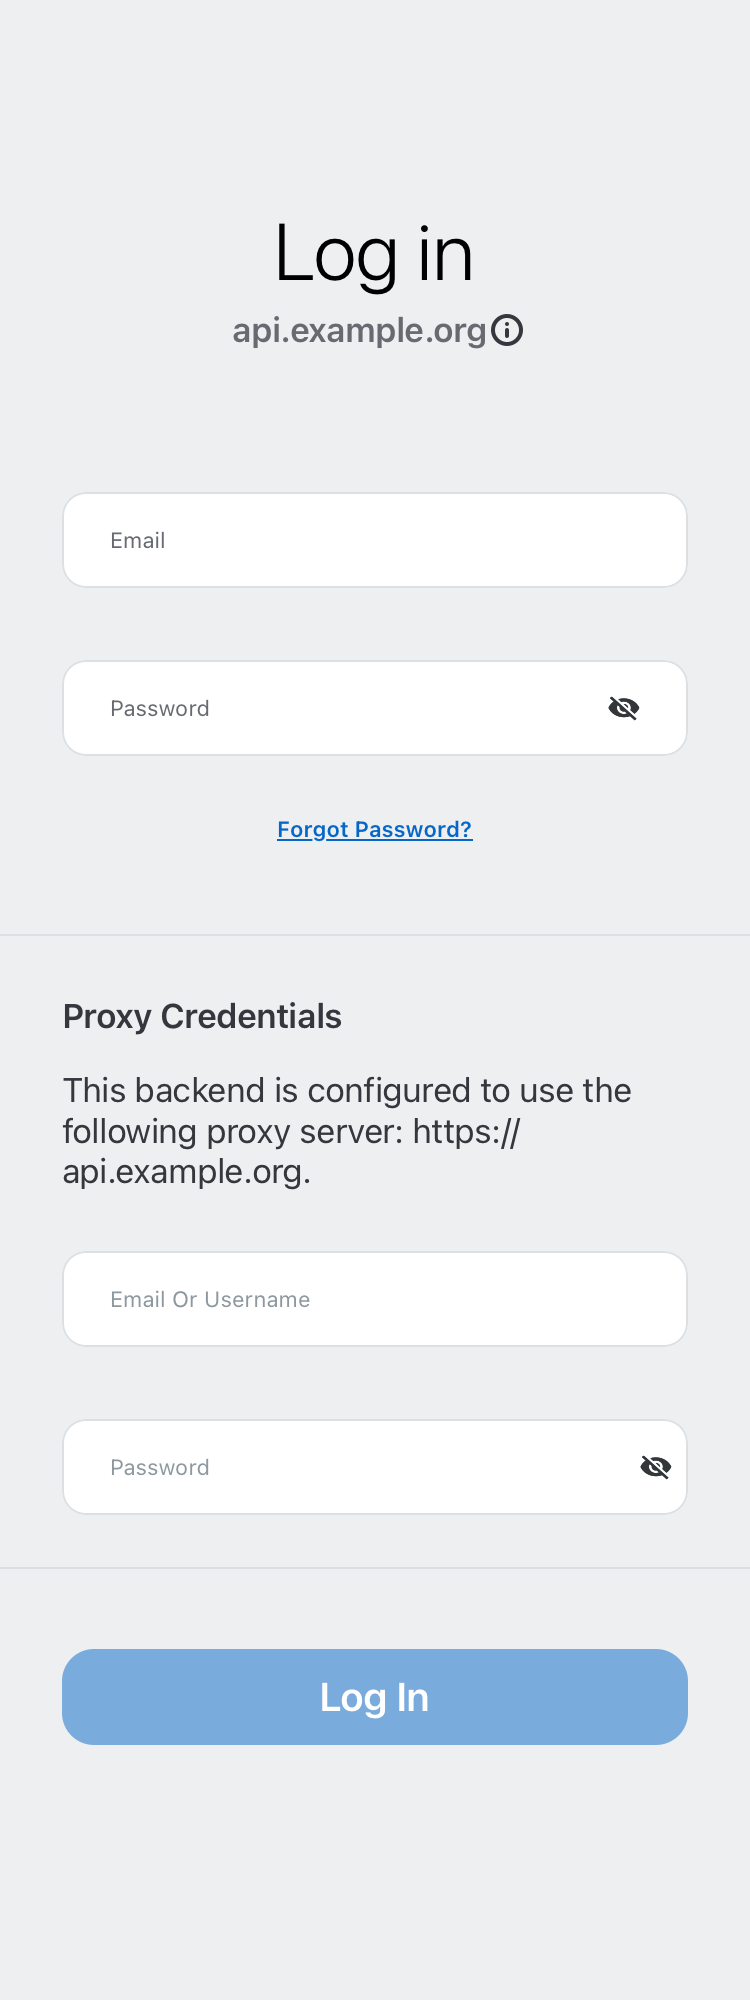 Log in
api.example.org
Email
Password
Forgot Password?
Proxy Credentials
This backend is configured to use the
following proxy server: https://
api.example.org.
Email Or Username
Password
Log In